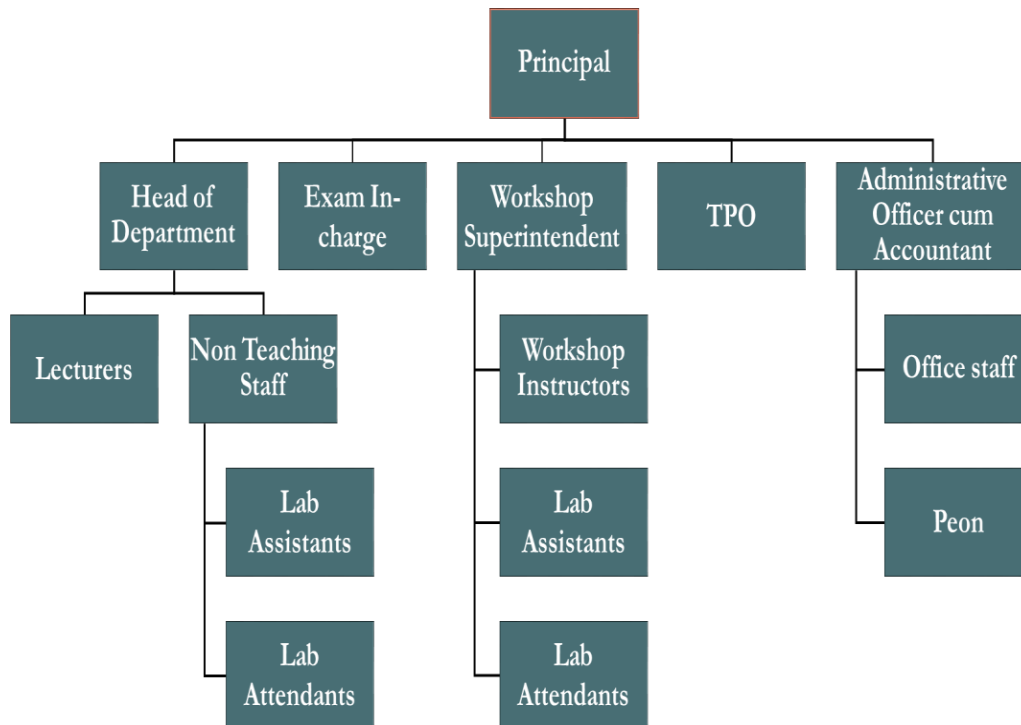 Principal
Head of
Department
Exam In-
charge
Workshop
Superintendent
TPO
Administrative
Officer cum
Accountant
Lecturers
Non Teaching
Staff
Workshop
Instructors
Office staff
Lab
Assistants
Lab
Assistants
Peon
Lab
Attendants
Lab
Attendants